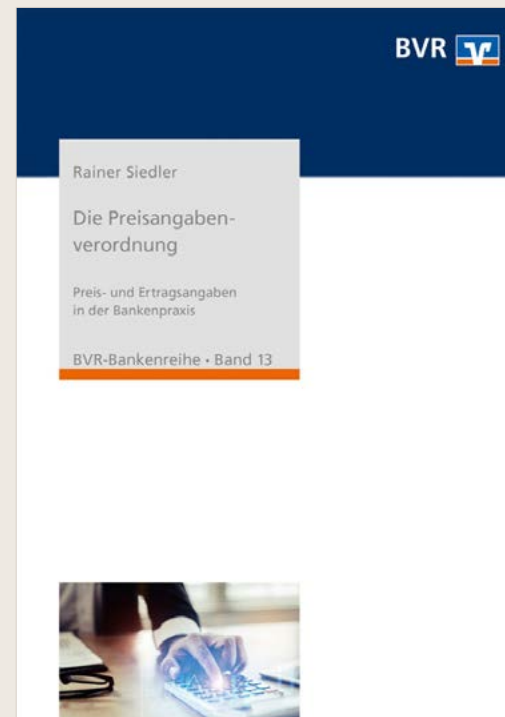 BVR
Rainer Siedler
Die Preisangaben-
verordnung
Preis- und Ertragsangaben
in der Bankenpraxis
BVR-Bankenreihe • Band 13